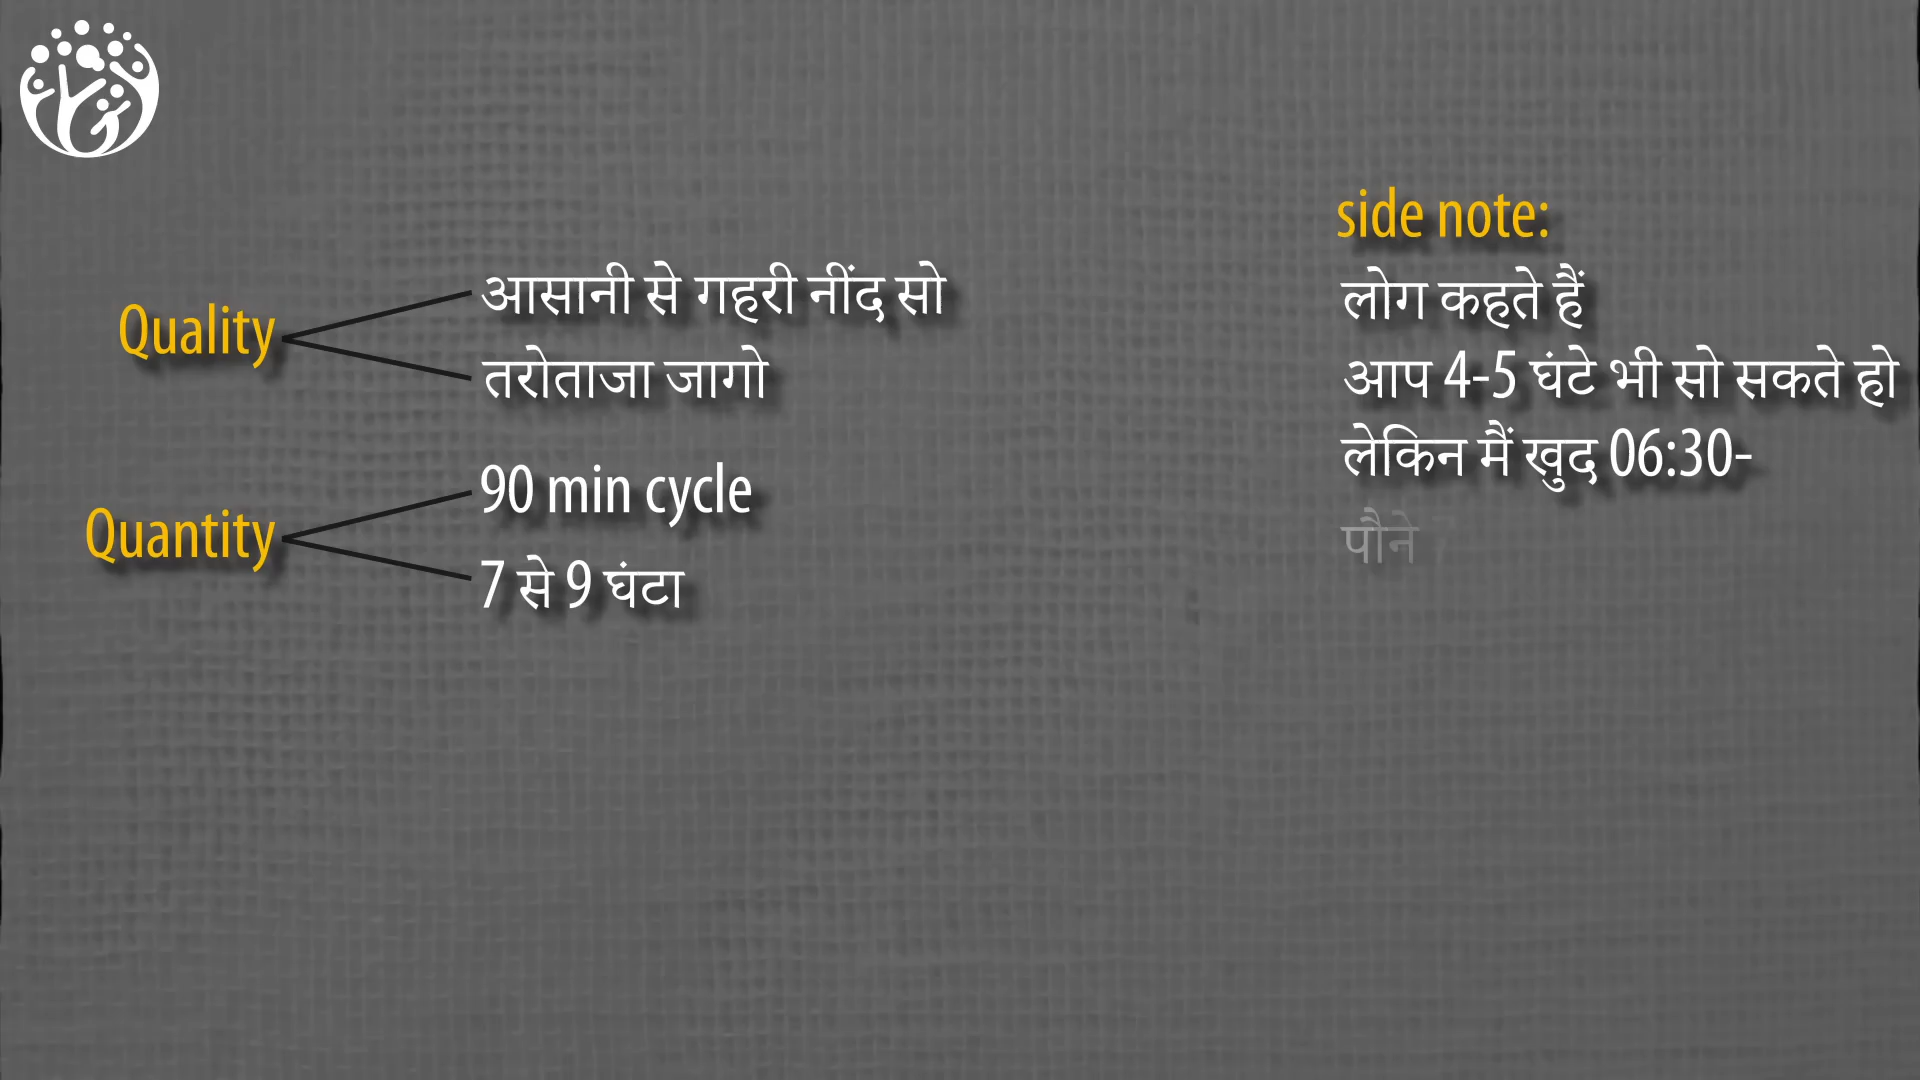 Quality
आसानी से गहरी नींद सो
तरोताजा जागो
Quantity
90 min cycle
7 से 9 घंटा
side note:
लोग कहते हैं
आप 4-5 घंटे भी सो सकते हो
लेकिन मैं खुद 06:30-
पौने